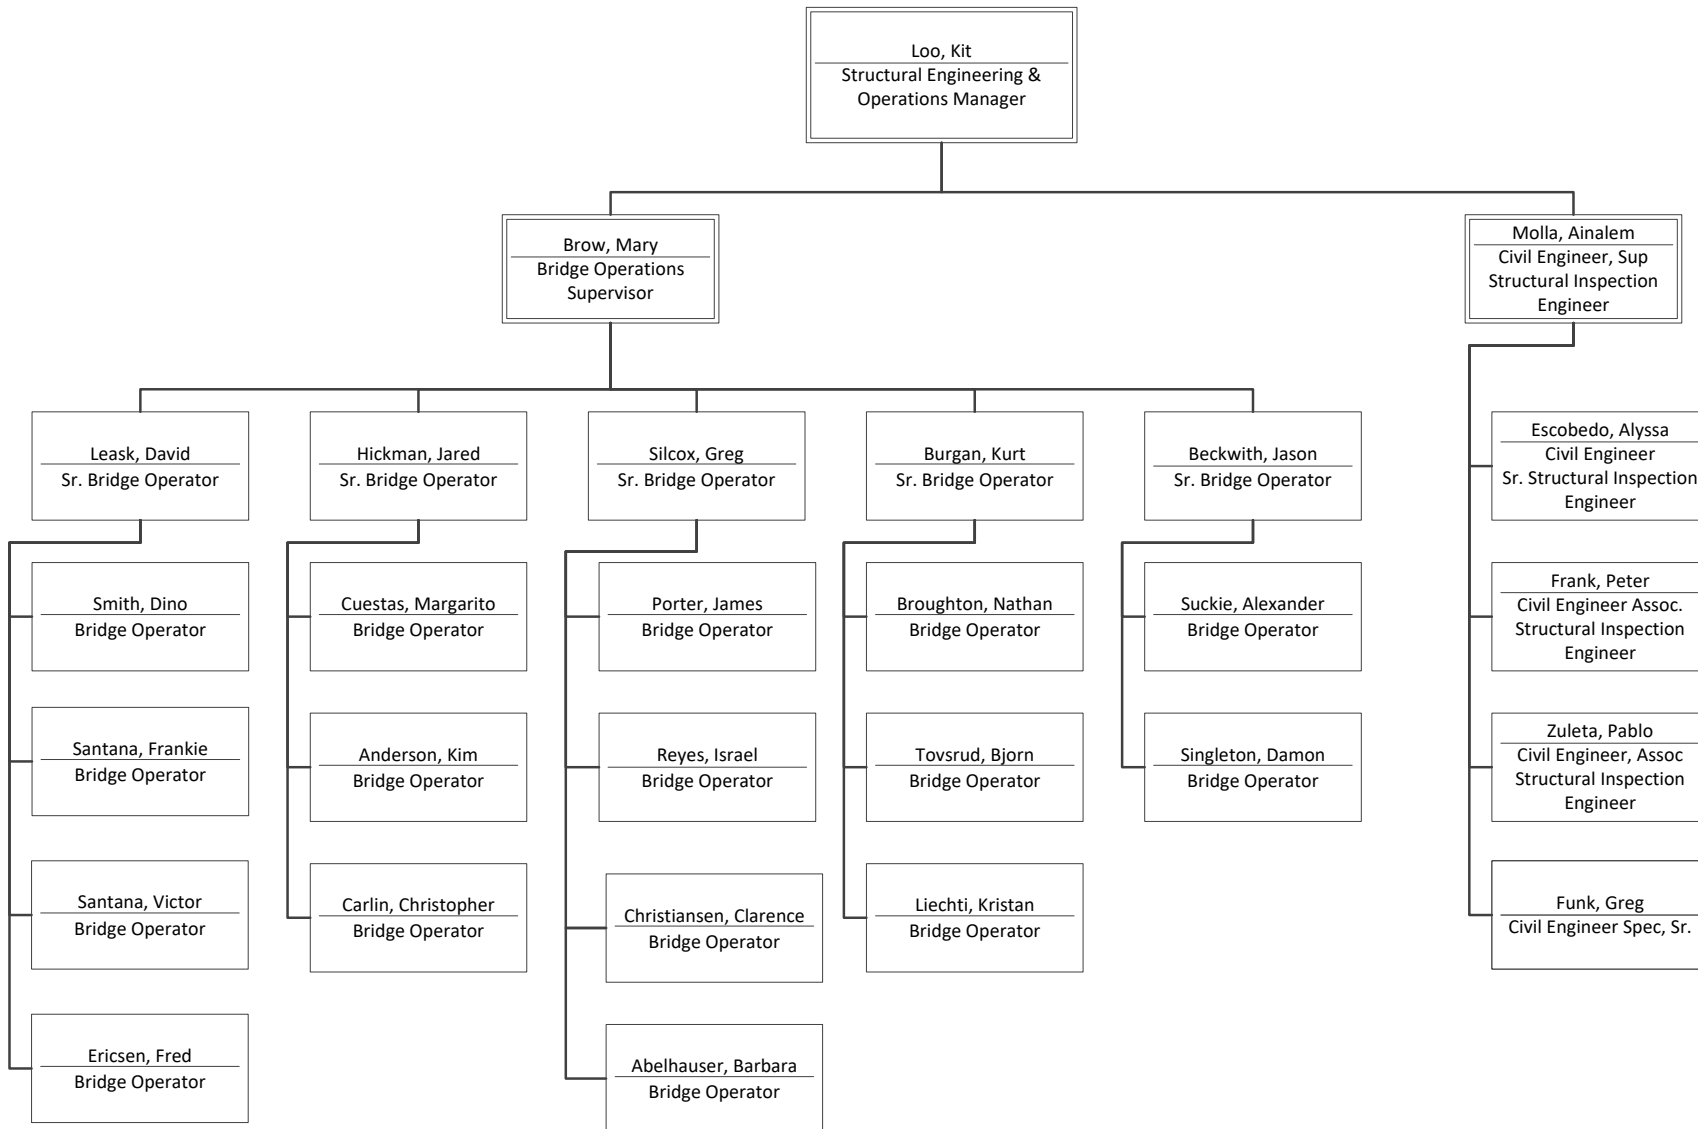 Loo, Kit
Structural Engineering &
Operations Manager
Brow, Mary
Bridge Operations
Supervisor
Molla, Ainalem
Civil Engineer, Sup
Structural Inspection
Engineer
Leask, David
Sr. Bridge Operator
Hickman, Jared
Sr. Bridge Operator
Silcox, Greg
Sr. Bridge Operator
Burgan, Kurt
Sr. Bridge Operator
Beckwith, Jason
Sr. Bridge Operator
Escobedo, Alyssa
Civil Engineer
Sr. Structural Inspection
Engineer
Smith, Dino
Bridge Operator
Cuestas, Margarito
Bridge Operator
Porter, James
Bridge Operator
Broughton, Nathan
Bridge Operator
Suckie, Alexander
Bridge Operator
Frank, Peter
Civil Engineer Assoc.
Structural Inspection
Engineer
Santana, Frankie
Bridge Operator
Anderson, Kim
Bridge Operator
Reyes, Israel
Bridge Operator
Tovsrud, Bjorn
Bridge Operator
Singleton, Damon
Bridge Operator
Zuleta, Pablo
Civil Engineer, Assoc
Structural Inspection
Engineer
Santana, Victor
Bridge Operator
Carlin, Christopher
Bridge Operator
Christiansen, Clarence
Bridge Operator
Liechti, Kristan
Bridge Operator
Funk, Greg
Civil Engineer Spec, Sr.
Ericsen, Fred
Bridge Operator
Abelhauser, Barbara
Bridge Operator